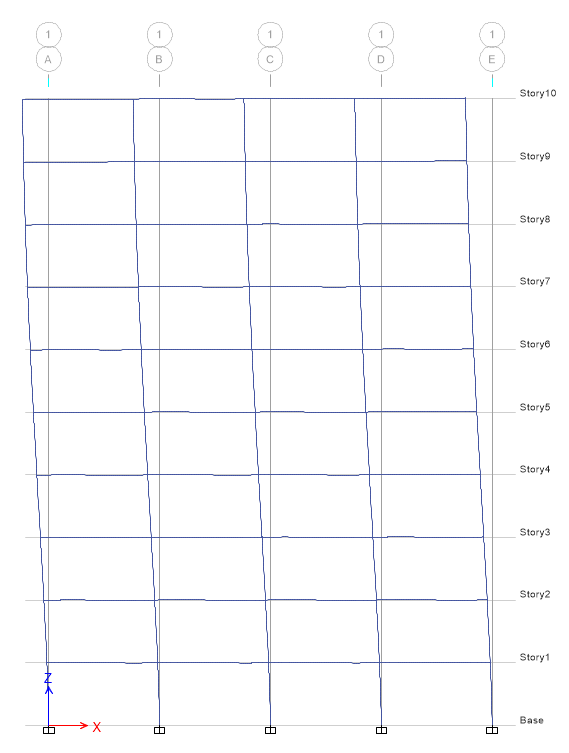 1 1 1 1 1
A B C D E
Story10
Story9
Story8
Story7
Story6
Story5
Story4
Story3
Story2
Story1
Z
Base
X